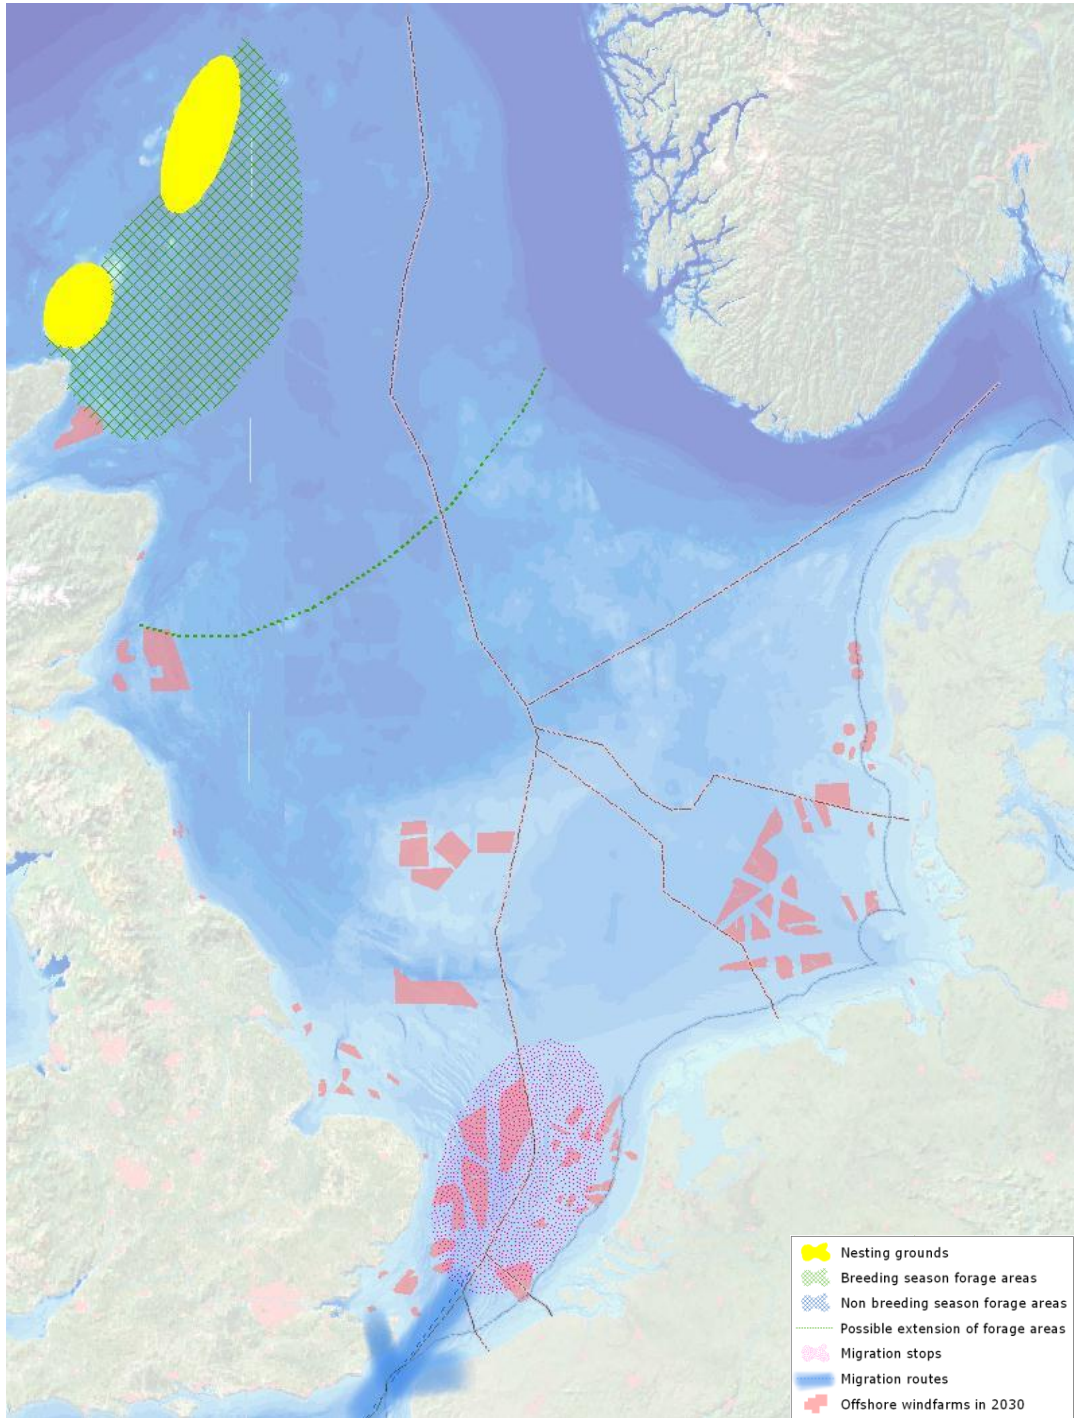 Nesting grounds
Breeding season forage areas
Non breeding season forage areas
Possible extension of forage areas
Migration stops
Migration routes
Offshore windfarms in 2030